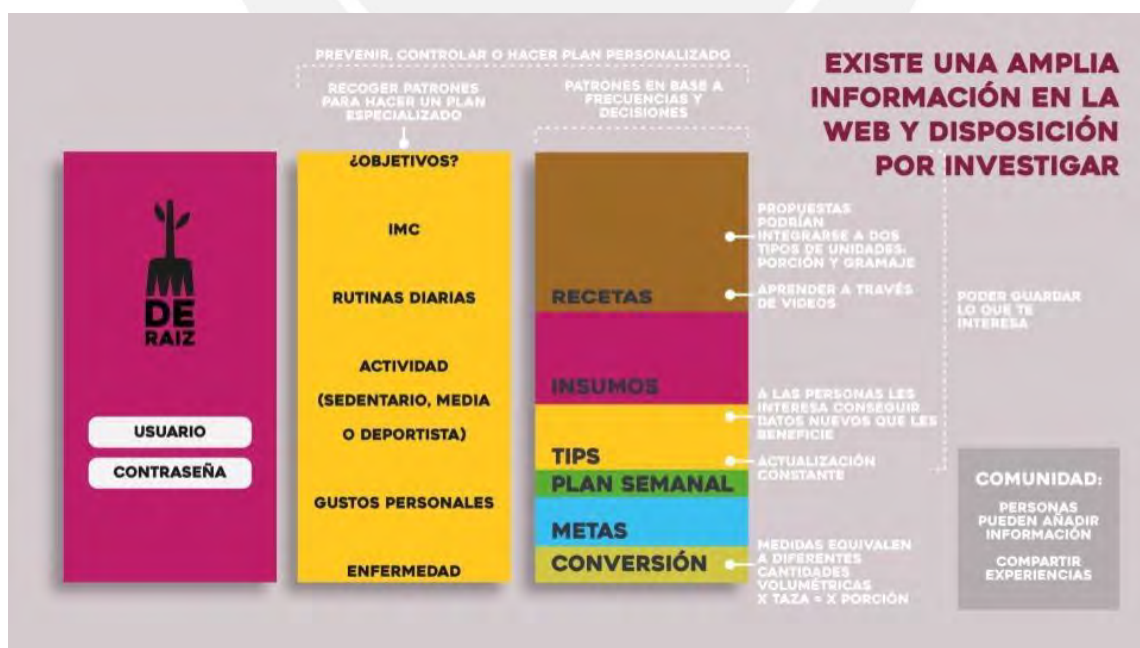 PREVENIR, CONTROLAR O HACER PLAN PERSONALIZADO
RECOGER PATRONES
PARA HACER UN PLAN
ESPECIALIZADO
PATRONES EN BASE A
FRECUENCIAS Y
DECISIONES
EXISTE UNA AMPLIA
INFORMACIÓN EN LA
WEB Y DISPOSICIÓN
POR INVESTIGAR
DE
RAIZ
USUARIO
CONTRASEÑA
¿OBJETIVOS?
IMC
RUTINAS DIARIAS
ACTIVIDAD
(SEDENTARIO, MEDIA
O DEPORTISTA)
GUSTOS PERSONALES
ENFERMEDAD
RECETAS
INSUMOS
TIPS
PLAN SEMANAL
METAS
CONVERSIÓN
PROPUESTAS
PODRÍAN
INTEGRARSE A DOS
TIPOS DE UNIDADES:
PORCIÓN Y GRAMAJE
APRENDER A TRAVÉS
DE VIDEOS
A LAS PERSONAS LES
INTERESA CONSEGUIR
DATOS NUEVOS QUE LES
BENEFICIE
ACTUALIZACIÓN
CONSTANTE
MEDIDAS EQUIVALEN
A DIFERENTES
CANTIDADES
VOLUMÉTRICAS
X TAZA = X PORCIÓN
PODER GUARDAR
LO QUE TE
INTERESA
COMUNIDAD:
PERSONAS
PUEDEN AÑADIR
INFORMACIÓN
COMPARTIR
EXPERIENCIAS